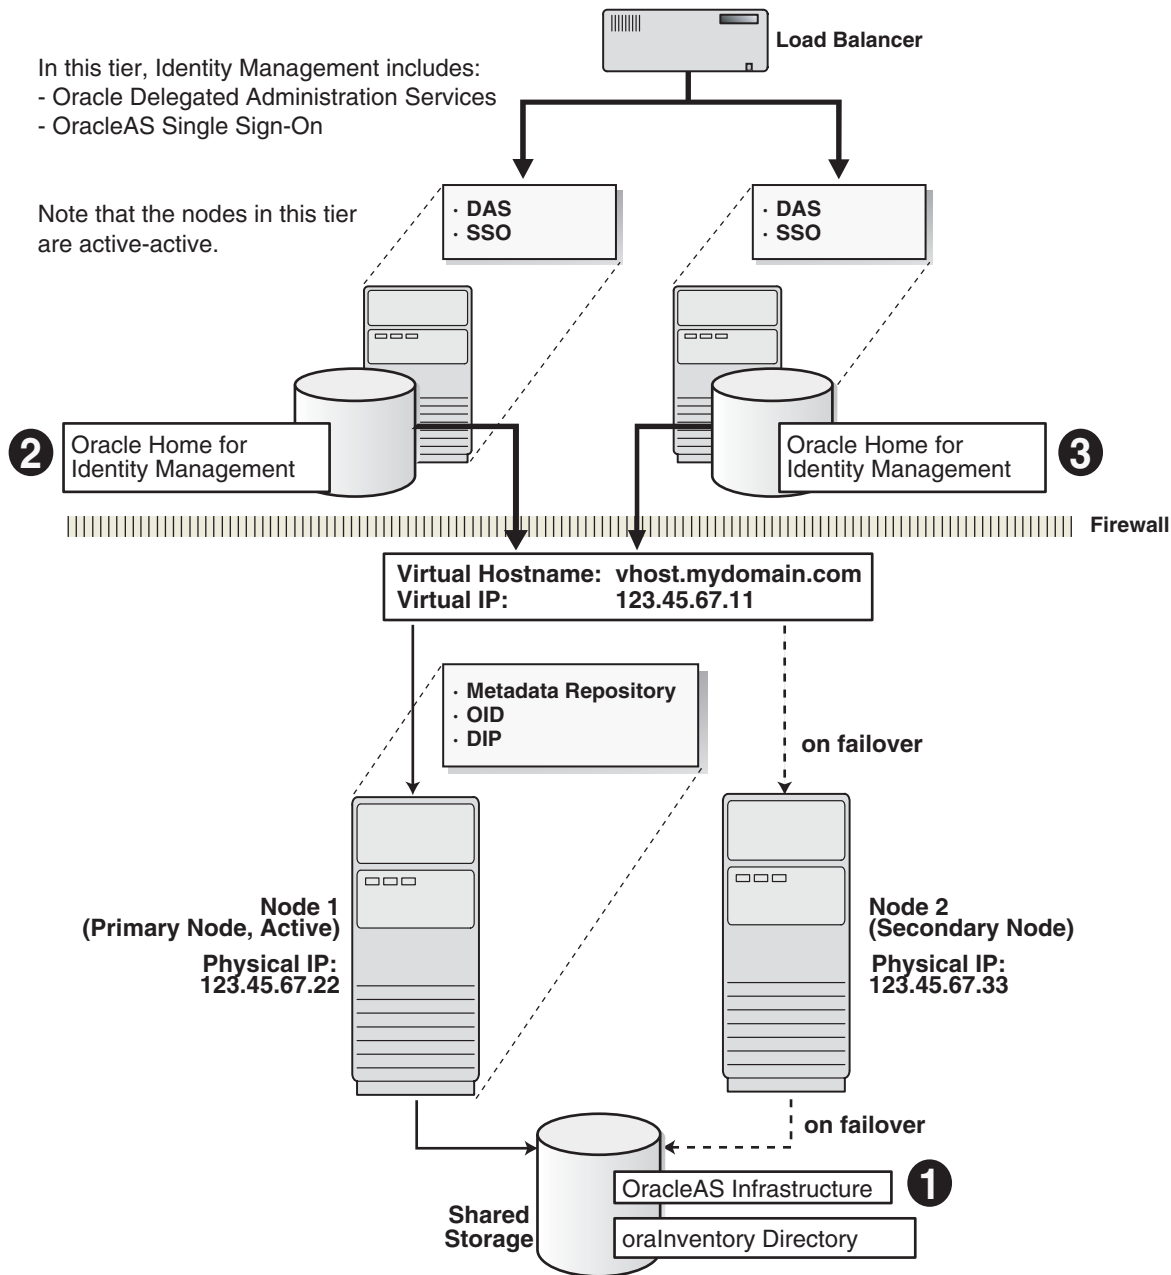 Load Balancer
In this tier, Identity Management includes:
- Oracle Delegated Administration Services
- OracleAS Single Sign-On
Note that the nodes in this tier
are active-active.
· DAS
· SSO
· DAS
· SSO
2
Oracle Home for
Identity Management
Oracle Home for
Identity Management
3
Firewall
Virtual Hostname: vhost.mydomain.com
Virtual IP: 123.45.67.11
· Metadata Repository
· OID
· DIP
on failover
Node 1
(Primary Node, Active)
Physical IP:
123.45.67.22
Node 2
(Secondary Node)
Physical IP:
123.45.67.33
on failover
OracleAS Infrastructure
1
Shared
Storage
oraInventory Directory